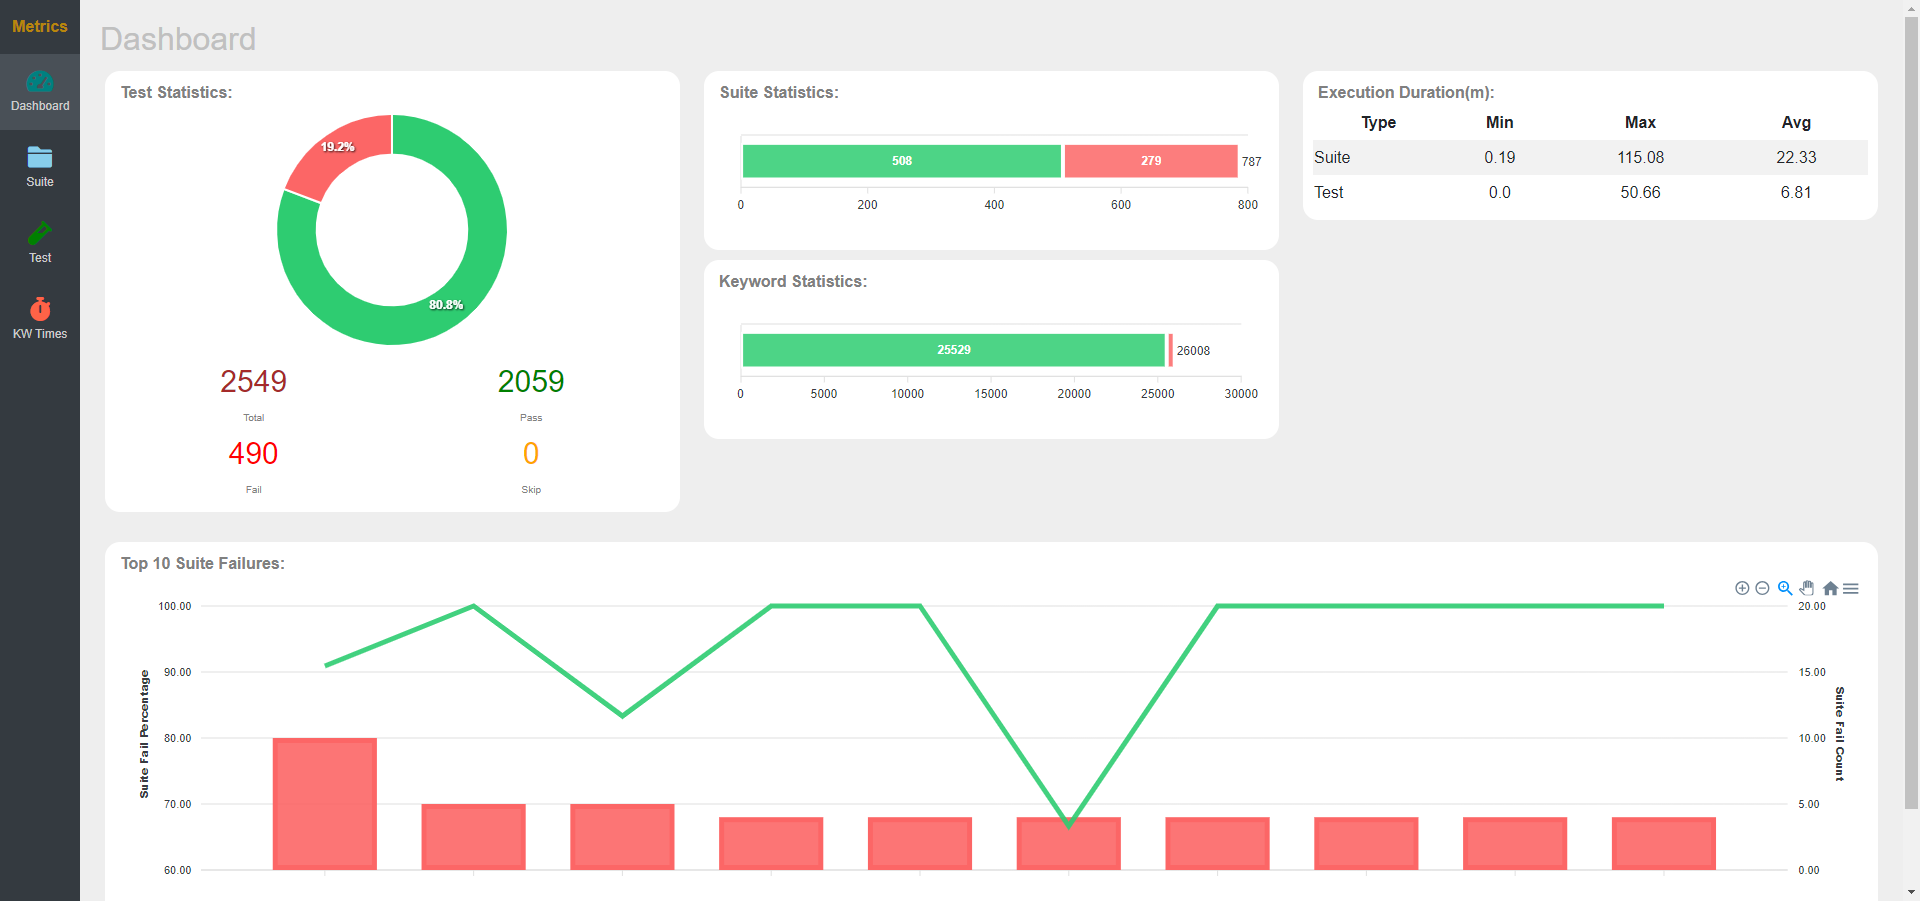 Metrics
Dashboard
Suite
Test
KW Times
Dashboard
Test Statistics:
19.2%
80.8%
2549
Total
2059
Pass
490
Fail
0
Skip
Suite Statistics:
508
279
787
0 200 400 600 800
Keyword Statistics:
25529
26008
0 5000 10000 15000 20000 25000 30000
Execution Duration(m):
Type Min Max Avg
Suite 0.19 115.08 22.33
Test 0.0 50.66 6.81
Top 10 Suite Failures:
Suite Fail Percentage
100.00
90.00
80.00
70.00
60.00
20.00
15.00
10.00
5.00
0.00
Suite Fail Count